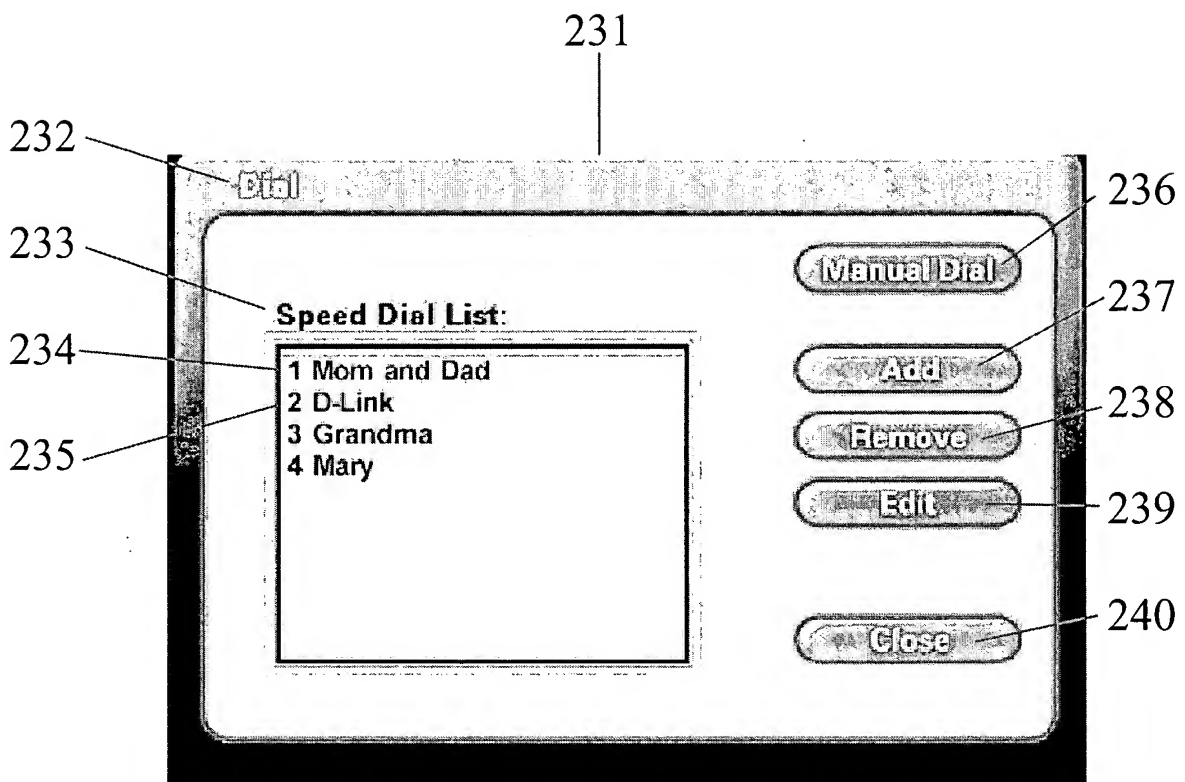 231
232
Dial
236
Manual Dial
233
237
Speed Dial List:
234
1 Mom and Dad
Add
2 D-Link
238
235
3 Grandma
Remove
4 Mary
Edit
239
Close
240